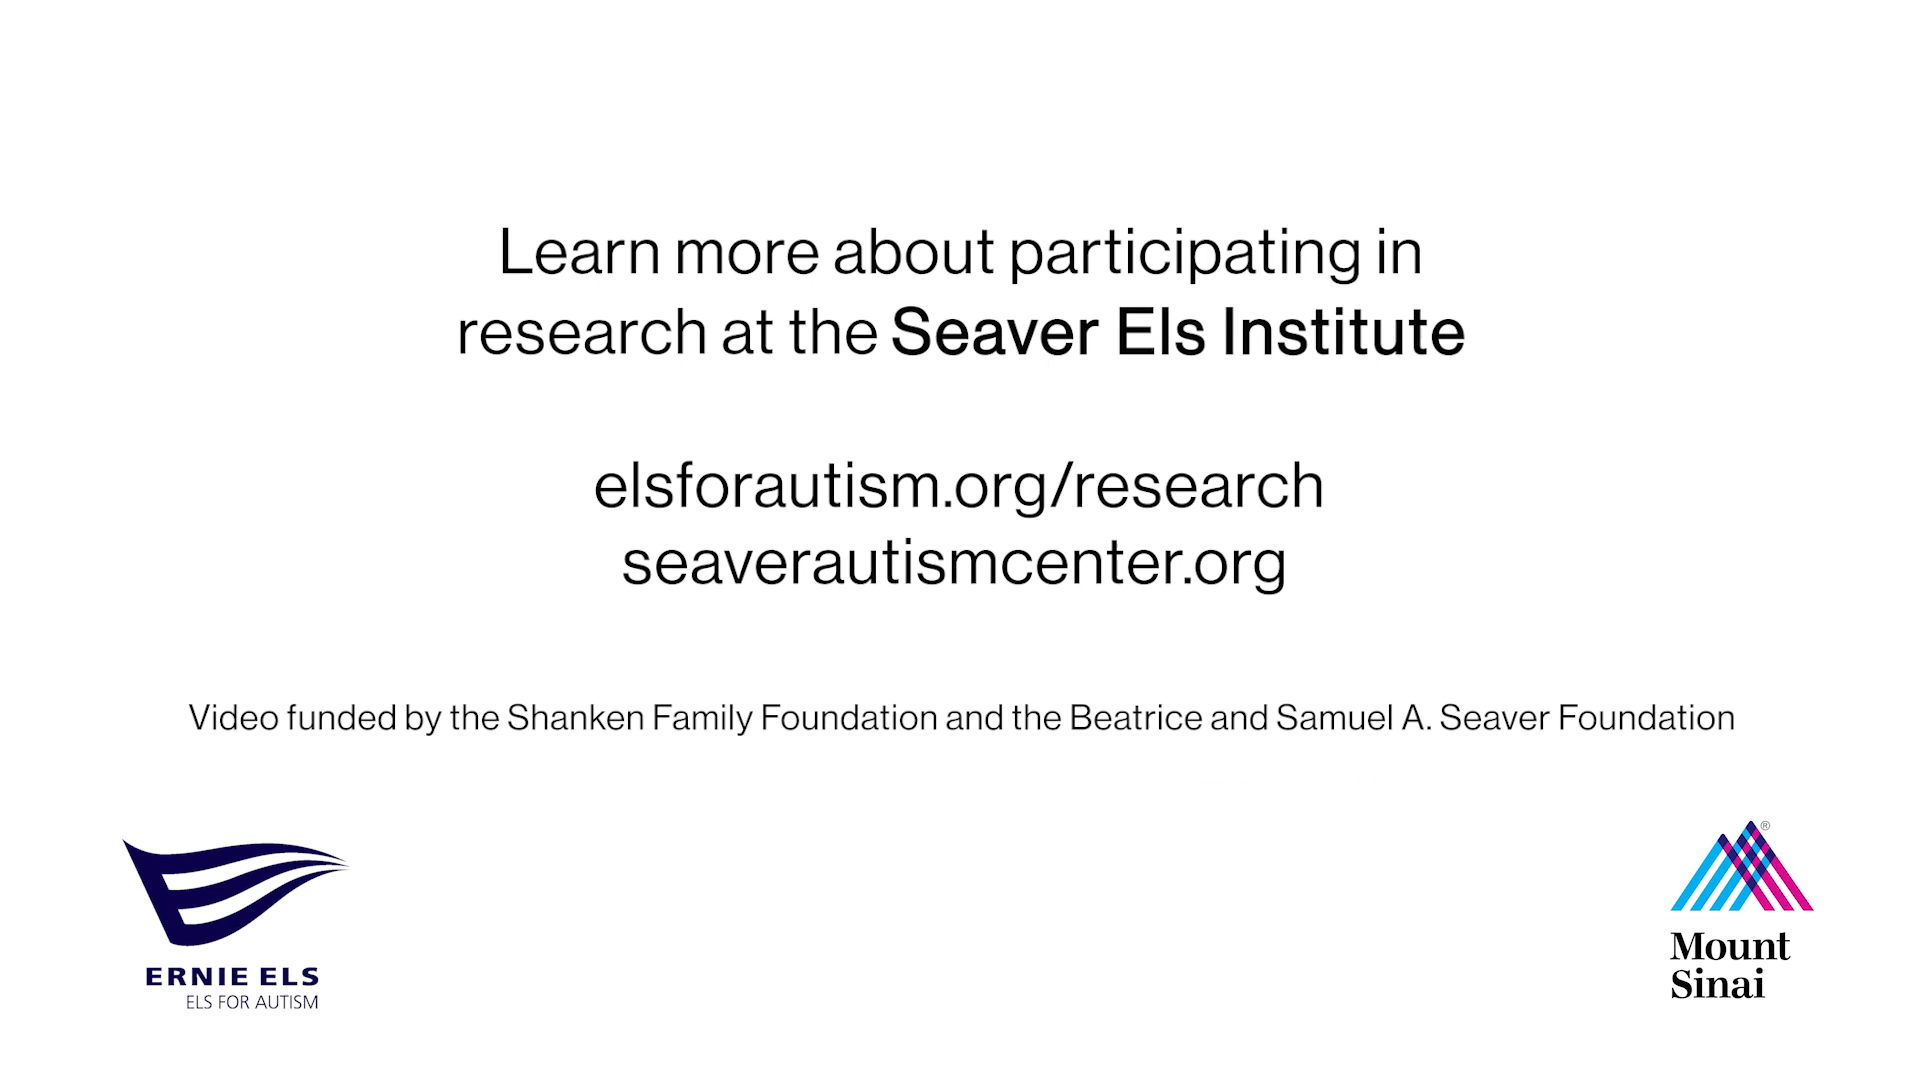 Learn more about participating in
research at the Seaver Els Institute
elsforautism.org/research
seaverautismcenter.org
Video funded by the Shanken Family Foundation and the Beatrice and Samuel A. Seaver Foundation
ERNIE ELS
ELS FOR AUTISM
®
Mount
Sinai